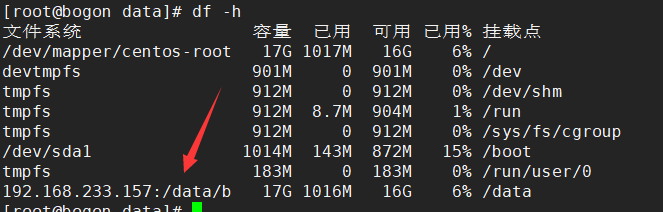 [root@bogon data]# df -h
文件系统 容量 已用 可用 已用% 挂载点
/dev/mapper/centos-root 17G 1017M 16G 6% /
devtmpfs 901M 0 901M 0% /dev
tmpfs 912M 0 912M 0% /dev/shm
tmpfs 912M 8.7M 904M 1% /run
tmpfs 912M 0 912M 0% /sys/fs/cgroup
/dev/sda1 1014M 143M 872M 15% /boot
tmpfs 183M 0 183M 0% /run/user/0
192.168.233.157:/data/b 17G 1016M 16G 6% /data
[root@bogon data]#